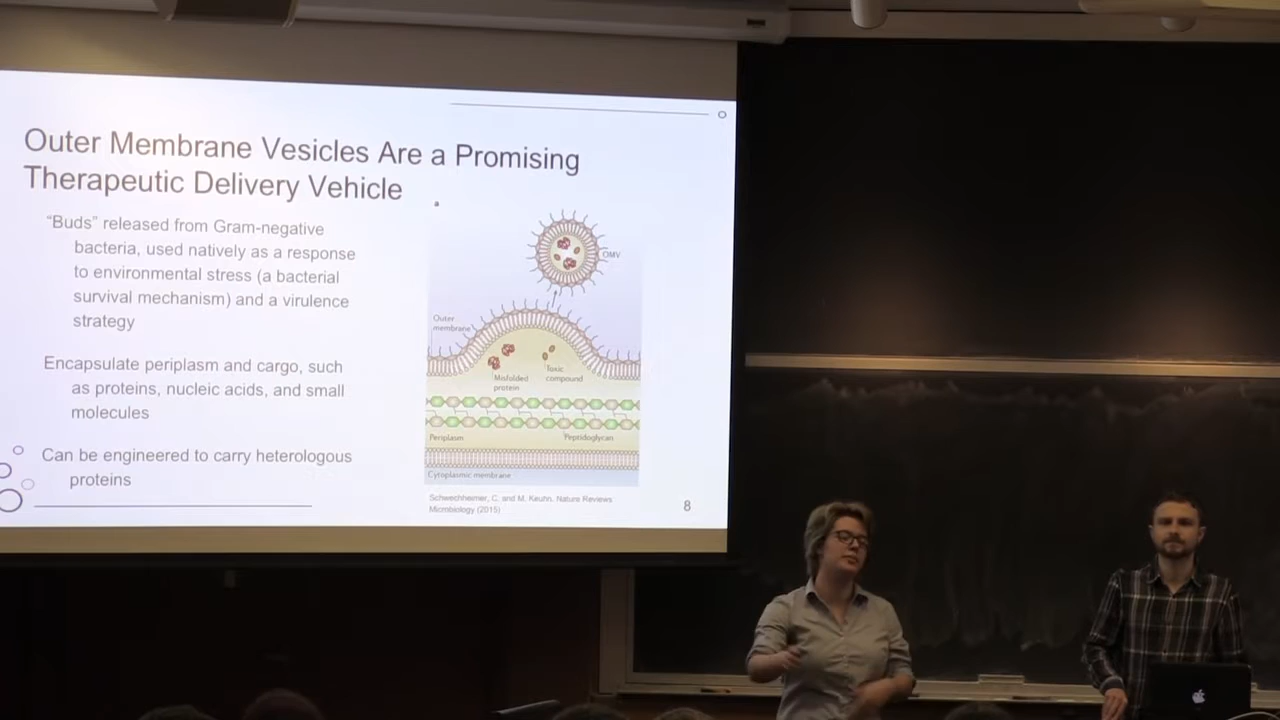 Outer Membrane Vesicles Are a Promising
Therapeutic Delivery Vehicle
“Buds” released from Gram-negative
bacteria, used natively as a response
to environmental stress (a bacterial
survival mechanism) and a virulence
strategy
Encapsulate periplasm and cargo, such
as proteins, nucleic acids, and small
molecules
Can be engineered to carry heterologous
proteins
OMV
Outer
membrane
Misfolded
protein
Toxic
compound
Periplasm
Peptidoglycan
Cytoplasmic membrane
Schwechheimer, C. and M. Keuhn. Nature Reviews
Microbiology (2015)
8